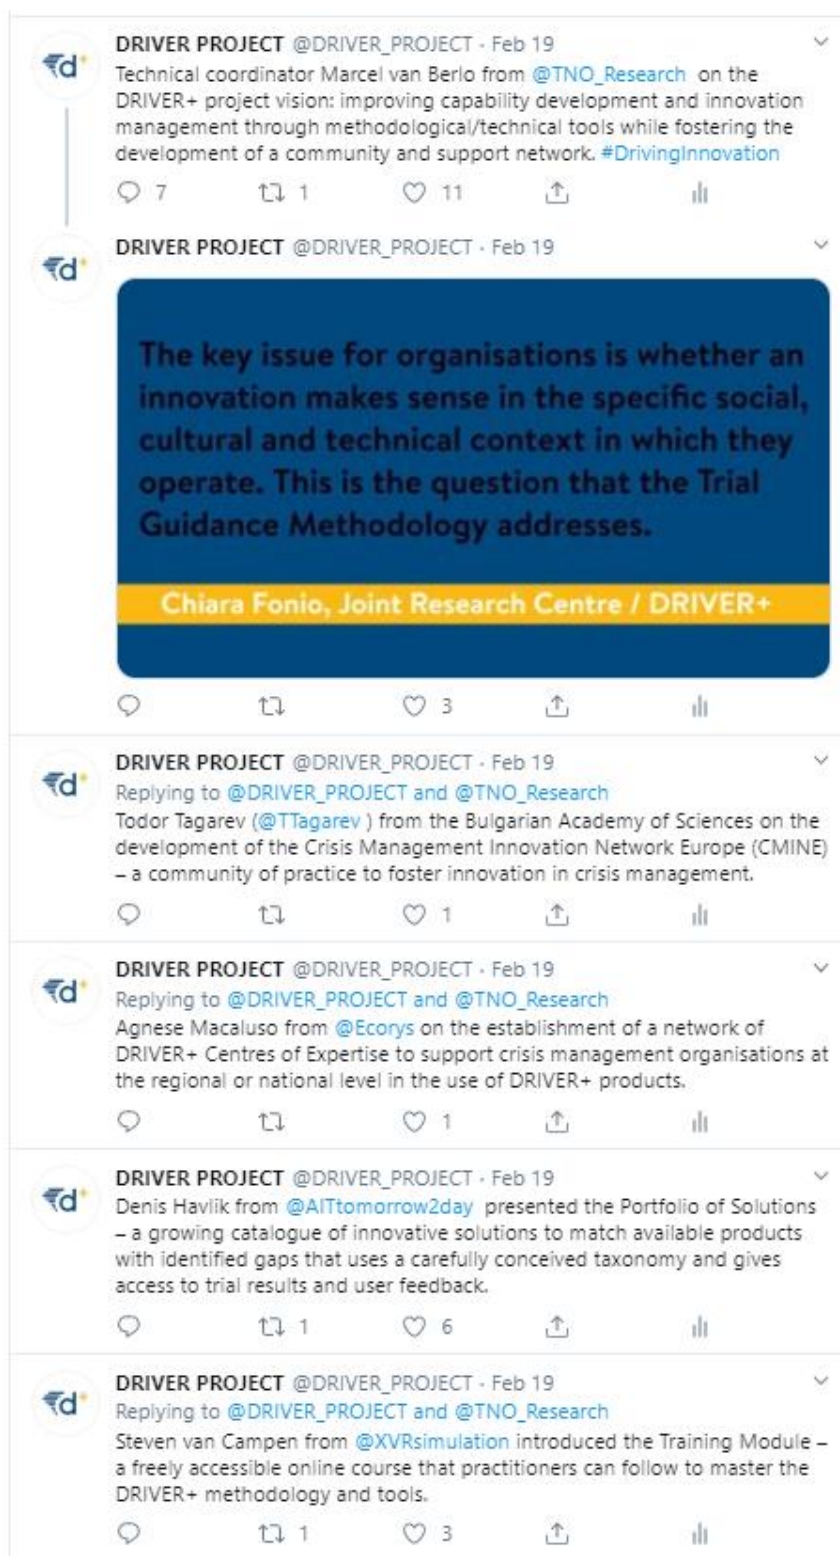 DRIVER PROJECT @DRIVER_PROJECT · Feb 19
Technical coordinator Marcel van Berlo from @TNO_Research on the
DRIVER+ project vision: improving capability development and innovation
management through methodological/technical tools while fostering the
development of a community and support network. #DrivingInnovation
7 1 11
DRIVER PROJECT @DRIVER_PROJECT · Feb 19
The key issue for organisations is whether an
innovation makes sense in the specific social,
cultural and technical context in which they
operate. This is the question that the Trial
Guidance Methodology addresses.
Chiara Fonio, Joint Research Centre / DRIVER+
3
DRIVER PROJECT @DRIVER_PROJECT · Feb 19
Replying to @DRIVER_PROJECT and @TNO_Research
Todor Tagarev (@TTagarev ) from the Bulgarian Academy of Sciences on the
development of the Crisis Management Innovation Network Europe (CMINE)
– a community of practice to foster innovation in crisis management.
1
DRIVER PROJECT @DRIVER_PROJECT · Feb 19
Replying to @DRIVER_PROJECT and @TNO_Research
Agnese Macaluso from @Ecorys on the establishment of a network of
DRIVER+ Centres of Expertise to support crisis management organisations at
the regional or national level in the use of DRIVER+ products.
1
DRIVER PROJECT @DRIVER_PROJECT · Feb 19
Denis Havlik from @AITtomorrow2day presented the Portfolio of Solutions
– a growing catalogue of innovative solutions to match available products
with identified gaps that uses a carefully conceived taxonomy and gives
access to trial results and user feedback.
1 6
DRIVER PROJECT @DRIVER_PROJECT · Feb 19
Replying to @DRIVER_PROJECT and @TNO_Research
Steven van Campen from @XVRsimulation introduced the Training Module –
a freely accessible online course that practitioners can follow to master the
DRIVER+ methodology and tools.
1 3